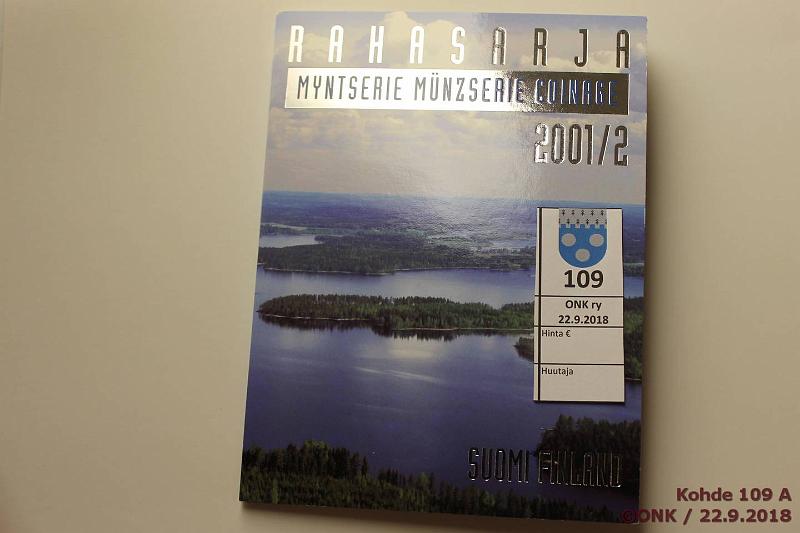 RAHASARJA
MYNTSERIE MÜNZSERIE COINAGE
2001/2
109
ONK ry
22.9.2018
Hinta €
Huutaja
SUOMI FINLAND
Kohde 109 A
©ONK / 22.9.2018